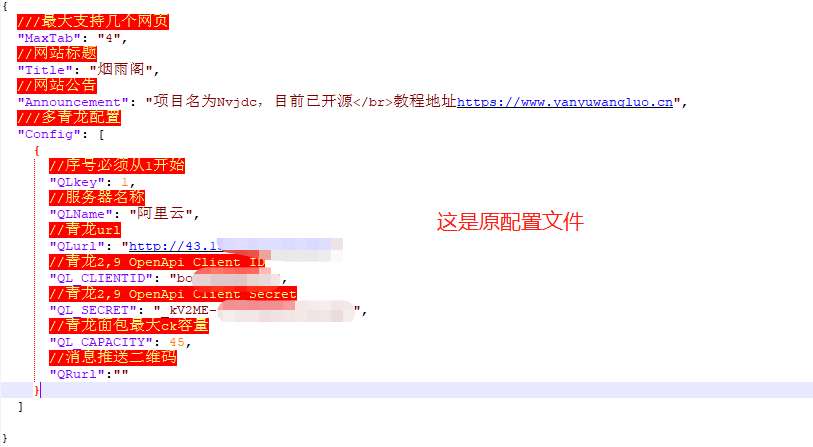 {
///最大支持几个网页
"MaxTab": "4",
//网站标题
"Title": "烟雨阁",
//网站公告
"Announcement": "项目名为Nvjdc，目前已开源</br>教程地址https://www.yanyuwangluo.cn",
///多青龙配置
"Config": [
{
//序号必须从1开始
"QLkey": 1,
//服务器名称
"QLName": "阿里云",
//青龙url
"QLurl": "http://43.1
//青龙2,9 OpenApi Client ID
"QL_CLIENTID": "bo ,
//青龙2,9 OpenApi Client Secret
"QL_SECRET": "_kV2ME- ",
//青龙面包最大ck容量
"QL_CAPACITY": 45,
//消息推送二维码
"QRurl":""
}
]
}
这是原配置文件